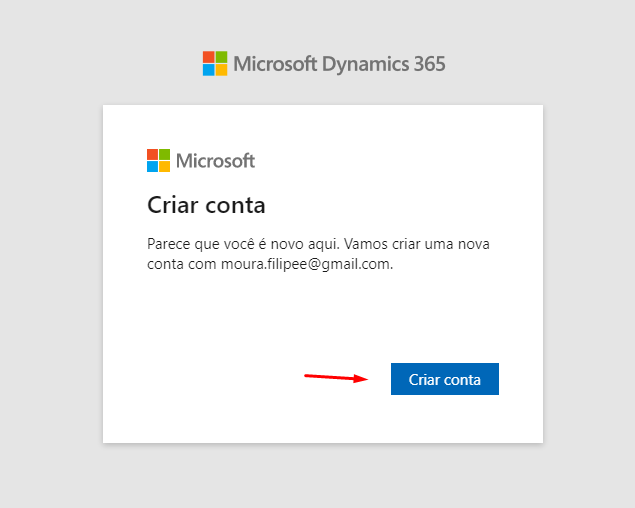 Microsoft Dynamics 365
Microsoft
Criar conta
Parece que você é novo aqui. Vamos criar uma nova
conta com moura.filipee@gmail.com.
Criar conta